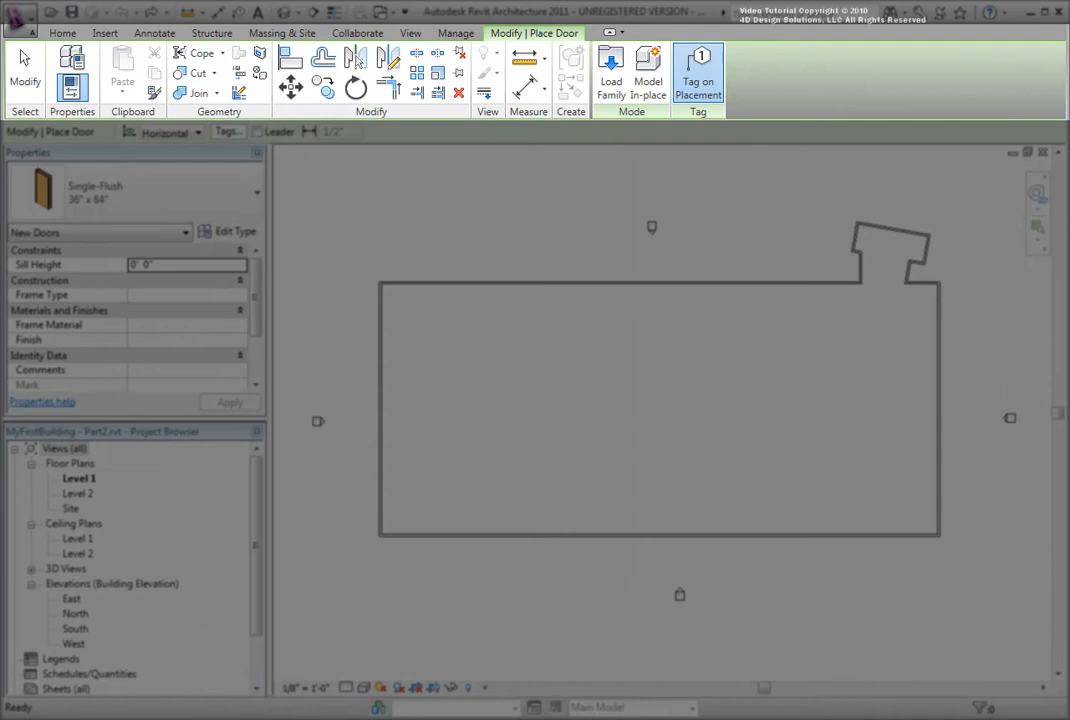 Autodesk Revit Architecture 2011 - UNREGISTERED VERSION -
Video Tutorial Copyright © 2010
4D Design Solutions, LLC All Rights Reserved
Home Insert Annotate Structure Massing & Site Collaborate View Manage Modify | Place Door
Modify
Paste
Cope
Cut
Join
Load Family
Model In-place
1
Tag on Placement
Select Properties Clipboard Geometry Modify View Measure Create Mode Tag
Modify | Place Door Horizontal Tags... Leader 1/2"
Properties
Single-Flush
36" x 84"
New Doors Edit Type
Constraints
Sill Height 0' 0"
Construction
Frame Type
Materials and Finishes
Frame Material
Finish
Identity Data
Comments
Mark
Properties help Apply
MyFirstBuilding - Part2.rvt - Project Browser
Views (all)
Floor Plans
Level 1
Level 2
Site
Ceiling Plans
Level 1
Level 2
3D Views
Elevations (Building Elevation)
East
North
South
West
Legends
Schedules/Quantities
Sheets (all)
1/8" = 1'-0"
Ready Main Model :0